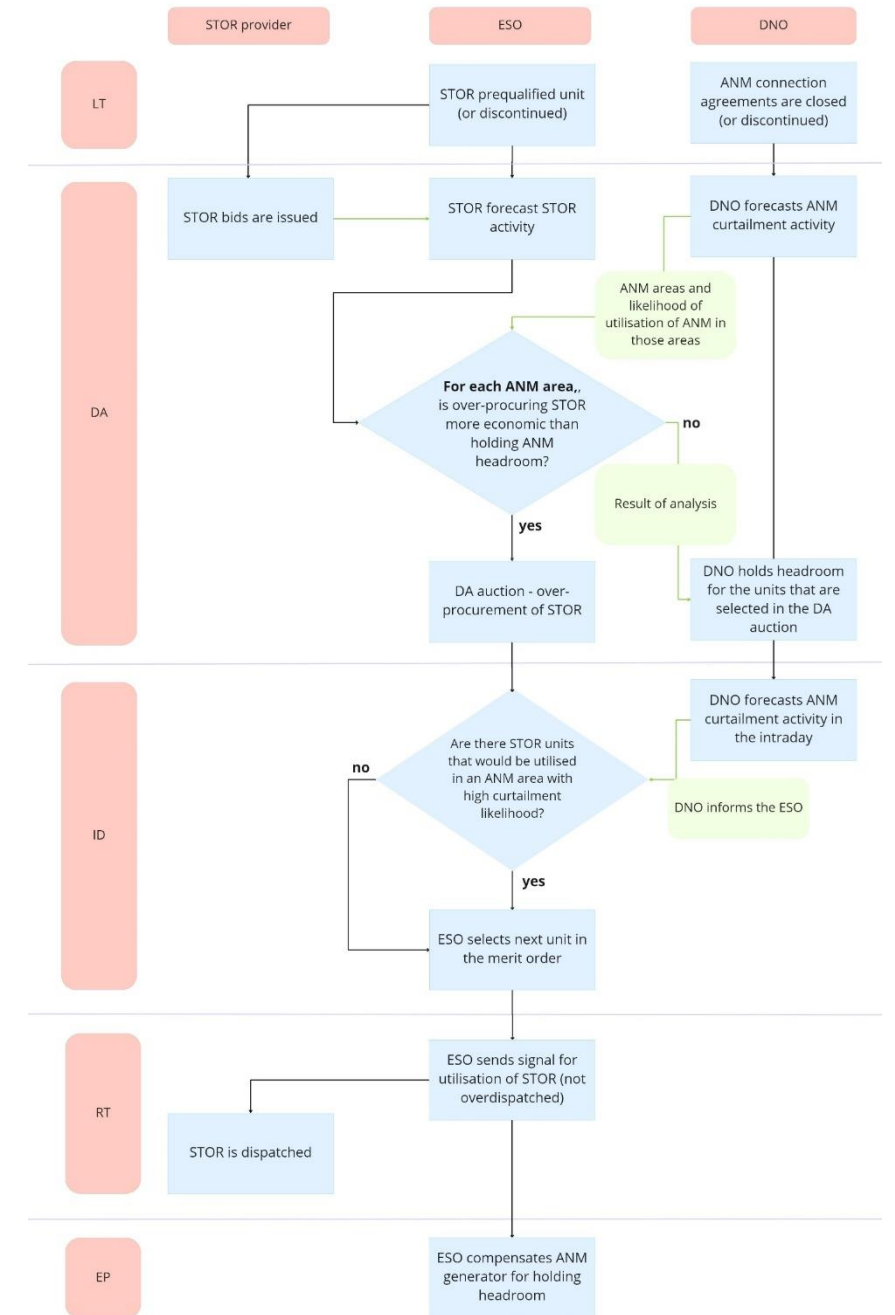 STOR provider
ESO
DNO
LT
STOR prequalified unit
(or discontinued)
ANM connection
agreements are closed
(or discontinued)
DA
STOR bids are issued
STOR forecast STOR
activity
DNO forecasts ANM
curtailment activity
ANM areas and
likelihood of
utilisation of ANM in
those areas
For each ANM area,,
is over-procuring STOR
more economic than
holding ANM
headroom?
no
Result of analysis
yes
DA auction - over-
procurement of STOR
DNO holds headroom
for the units that are
selected in the DA
auction
ID
DNO forecasts ANM
curtailment activity in
the intraday
Are there STOR units
that would be utilised
in an ANM area with
high curtailment
likelihood?
no
DNO informs the ESO
yes
ESO selects next unit in
the merit order
RT
ESO sends signal for
utilisation of STOR (not
overdispatched)
STOR is dispatched
EP
ESO compensates ANM
generator for holding
headroom